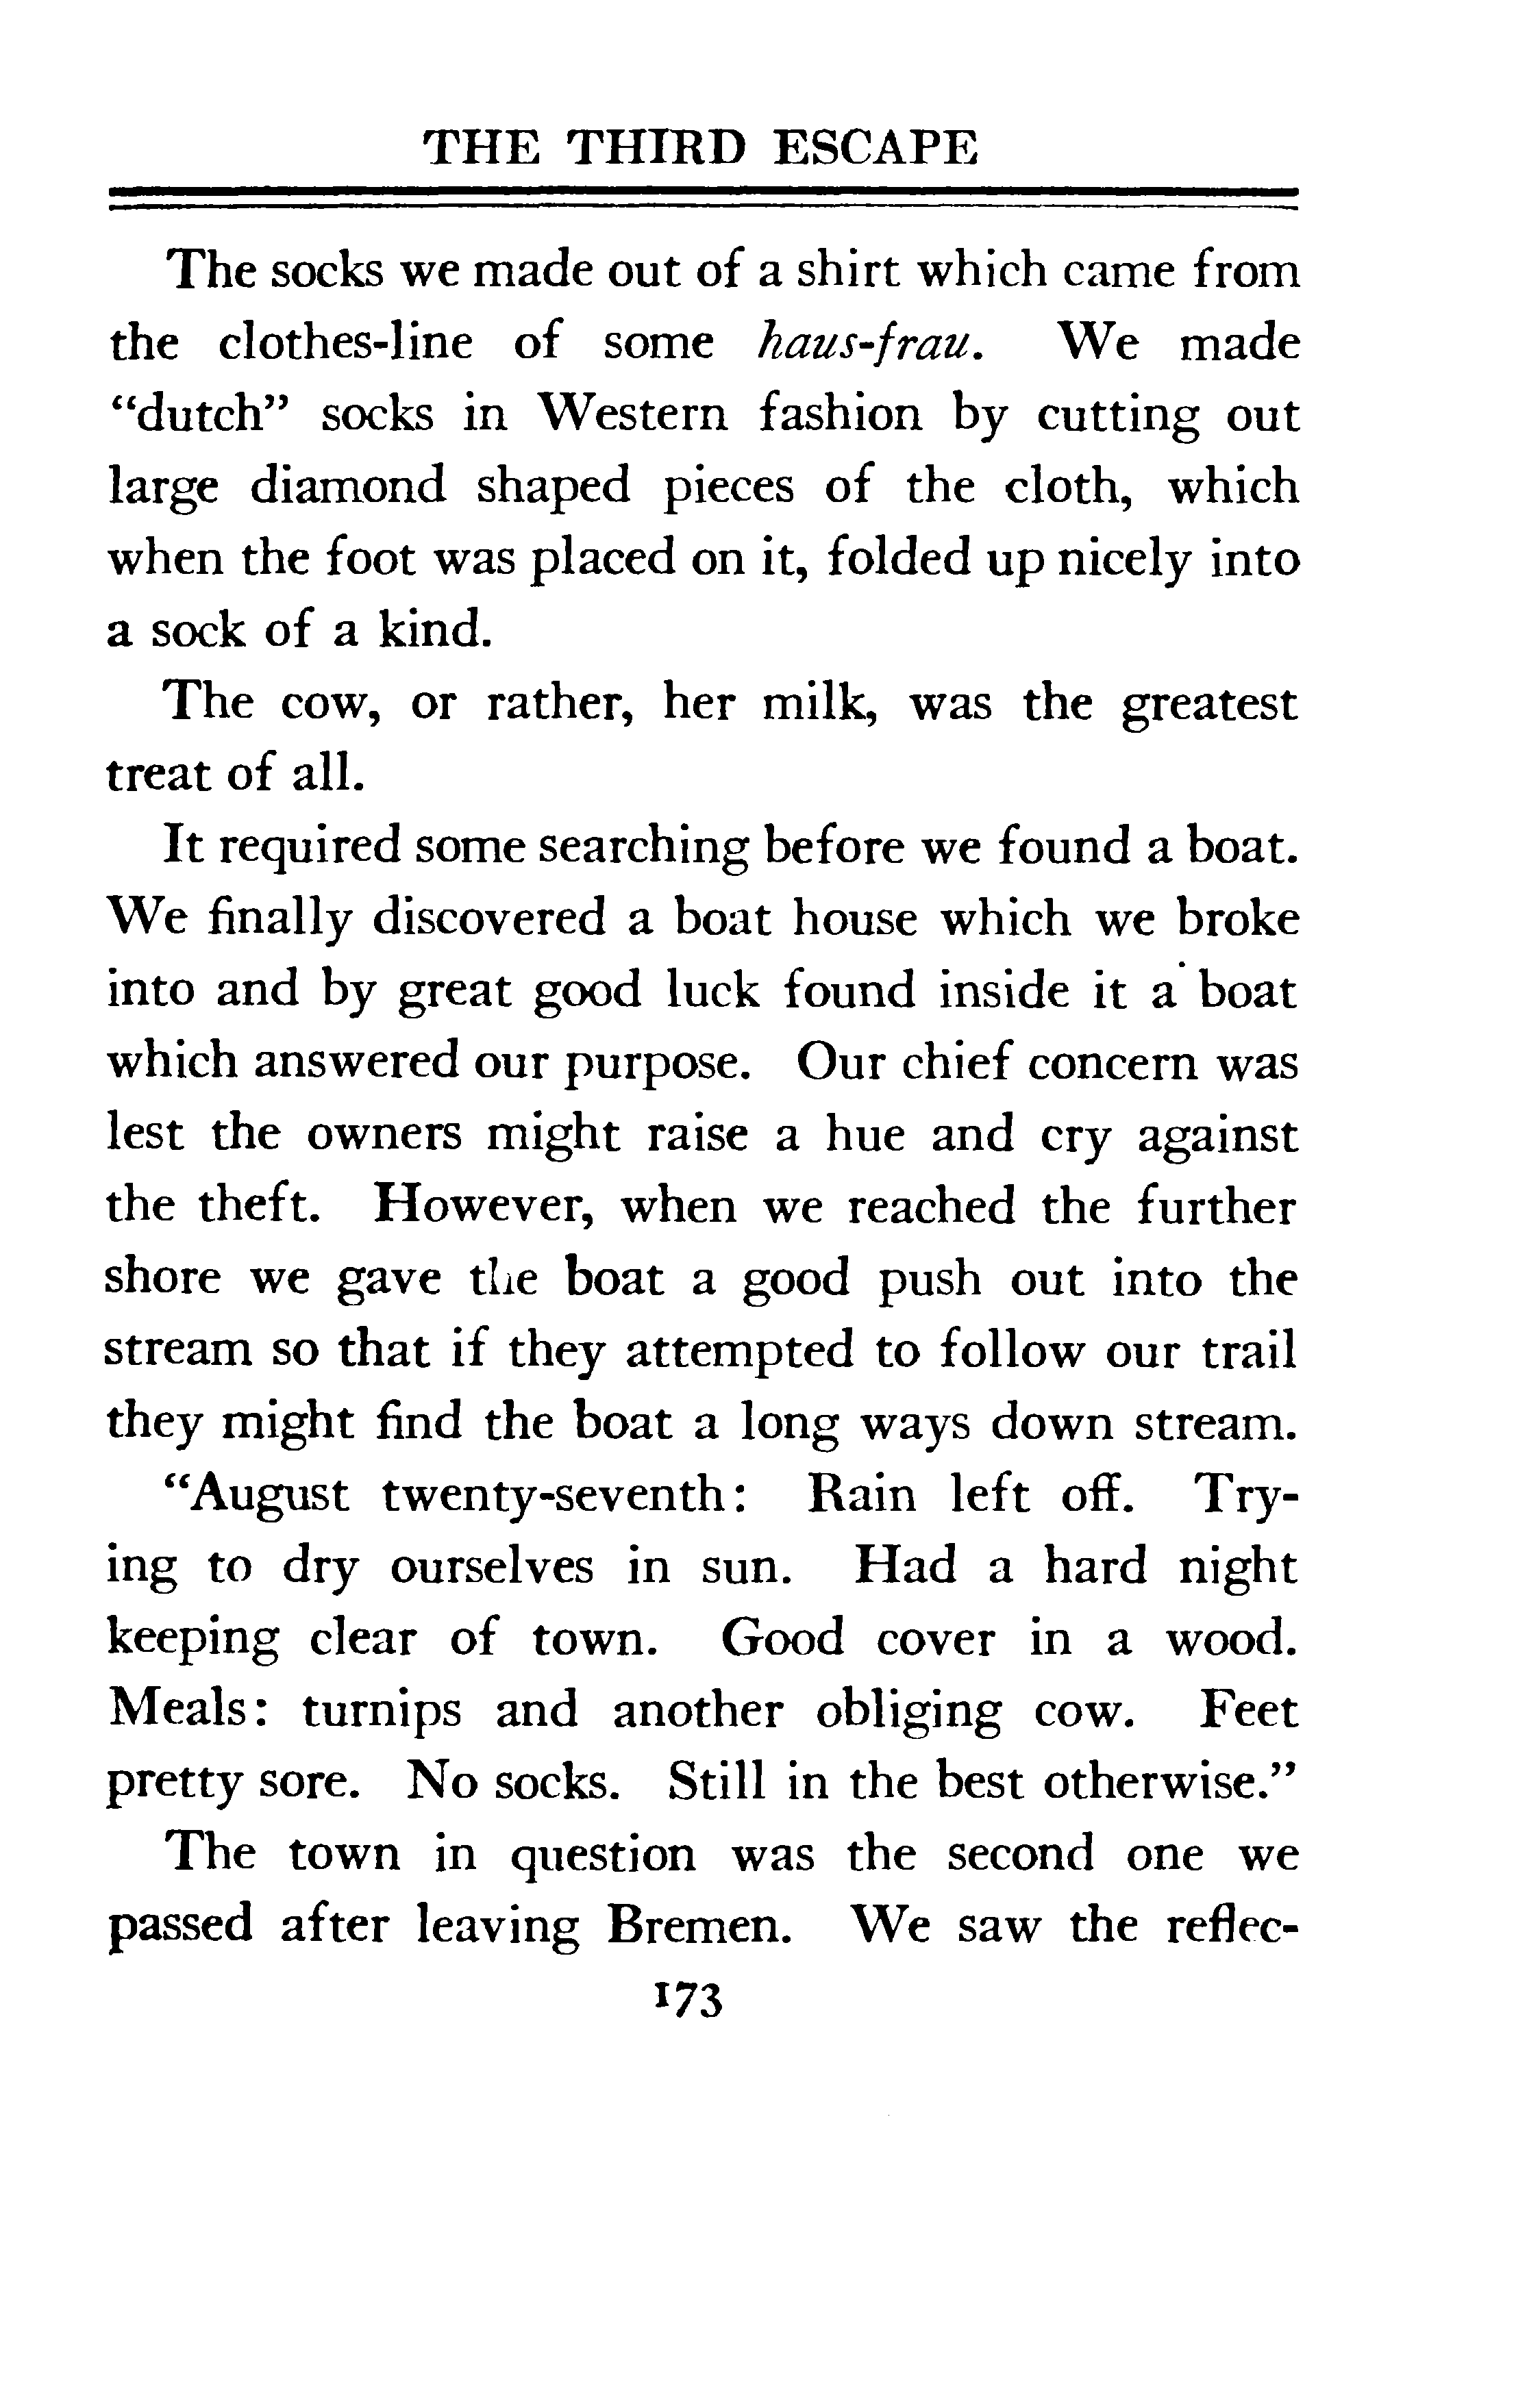 THE THIRD ESCAPE
The socks we made out of a shirt which came from
the clothes-line of some haus-frau. We made
“dutch” socks in Western fashion by cutting out
large diamond shaped pieces of the cloth, which
when the foot was placed on it, folded up nicely into
a sock of a kind.
The cow, or rather, her milk, was the greatest
treat of all.
It required some searching before we found a boat.
We finally discovered a boat house which we broke
into and by great good luck found inside it a boat
which answered our purpose. Our chief concern was
lest the owners might raise a hue and cry against
the theft. However, when we reached the further
shore we gave the boat a good push out into the
stream so that if they attempted to follow our trail
they might find the boat a long ways down stream.
“August twenty-seventh: Rain left off. Try-
ing to dry ourselves in sun. Had a hard night
keeping clear of town. Good cover in a wood.
Meals: turnips and another obliging cow. Feet
pretty sore. No socks. Still in the best otherwise.”
The town in question was the second one we
passed after leaving Bremen. We saw the reflec-
173